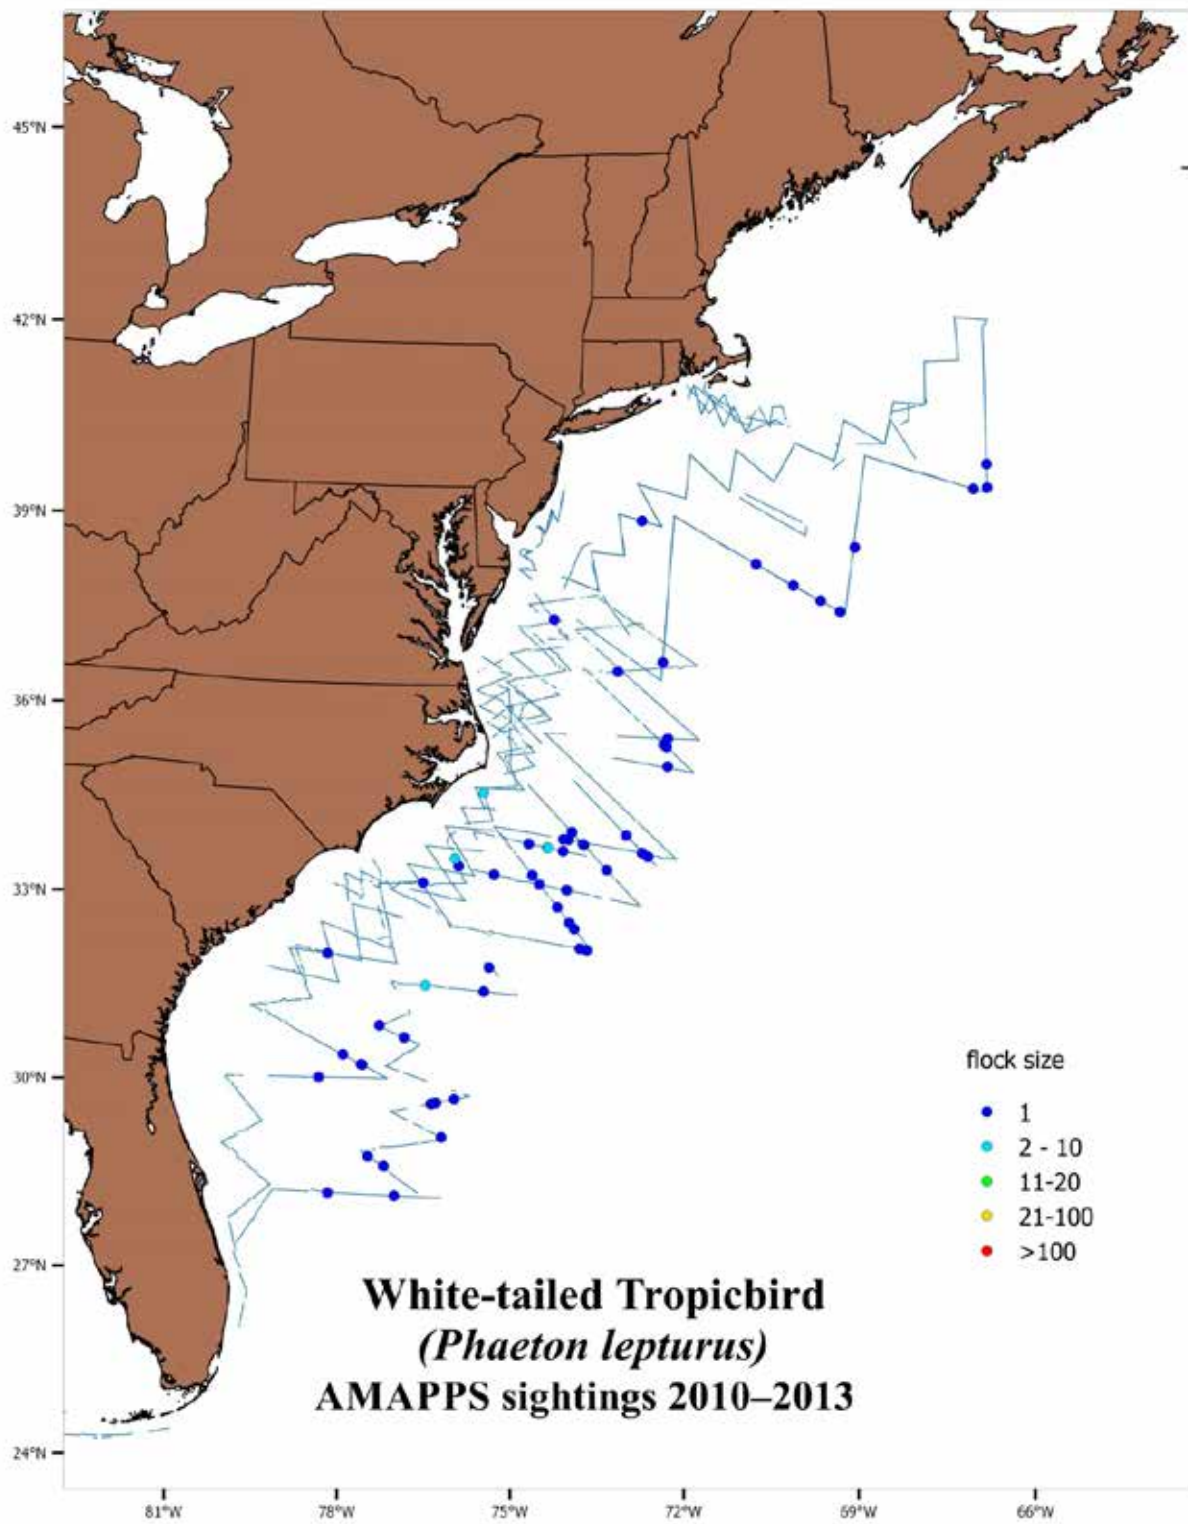 45°N
42°N
39°N
36°N
33°N
30°N
27°N
24°N
flock size
1
2 - 10
11-20
21-100
>100
White-tailed Tropicbird
(Phaeton lepturus)
AMAPPS sightings 2010–2013
81°W
78°W
75°W
72°W
69°W
66°W